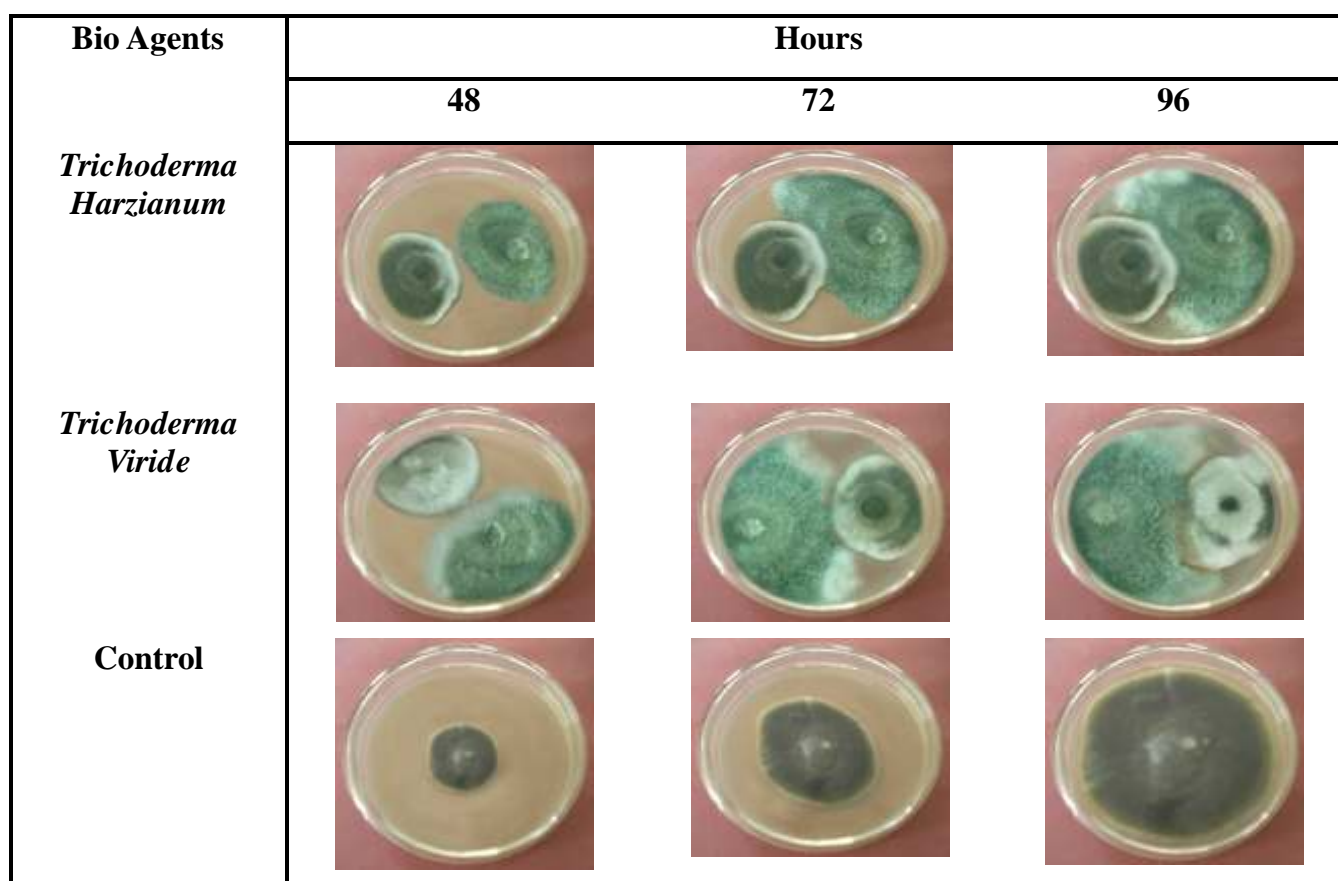 Bio Agents
Hours
48
72
96
Trichoderma
Harzianum
Trichoderma
Viride
Control